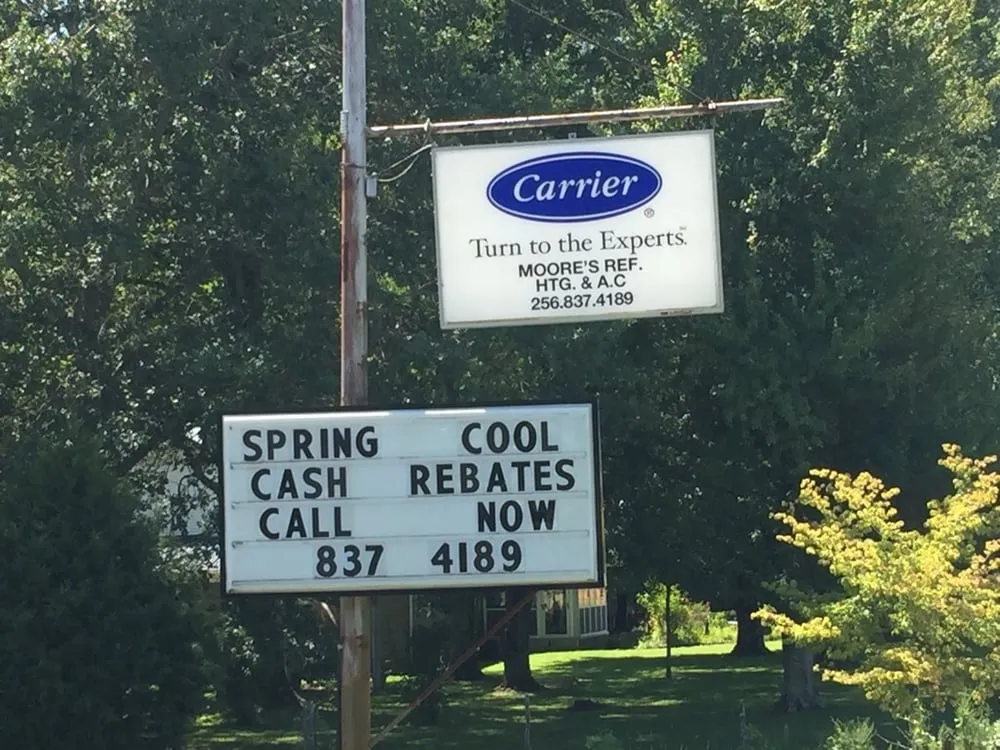 Carrier
®
Turn to the Experts.
MOORE'S REF.
HTG. & A.C
256.837.4189
SPRING COOL
CASH REBATES
CALL NOW
837 4189